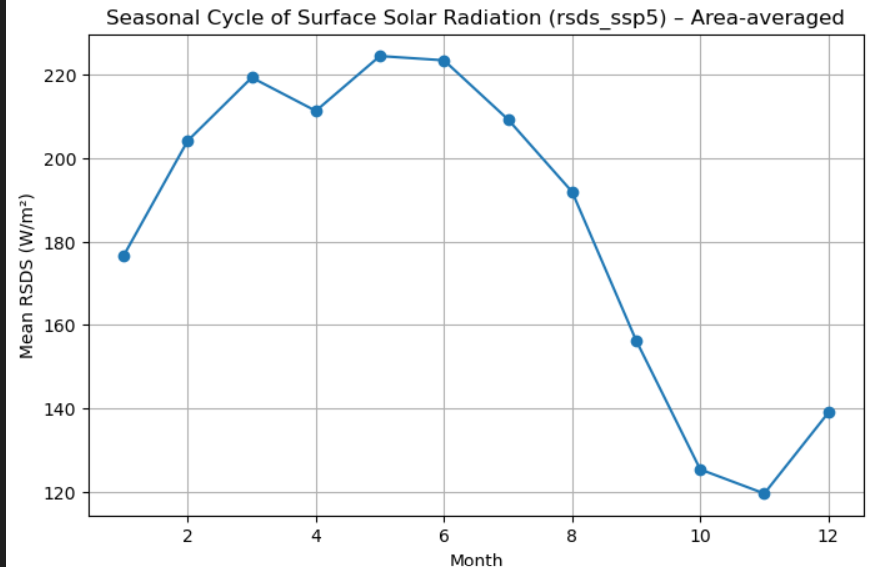 Seasonal Cycle of Surface Solar Radiation (rsds_ssp5) – Area-averaged
Mean RSDS (W/m²)
220
200
180
160
140
120
2 4 6 8 10 12
Month